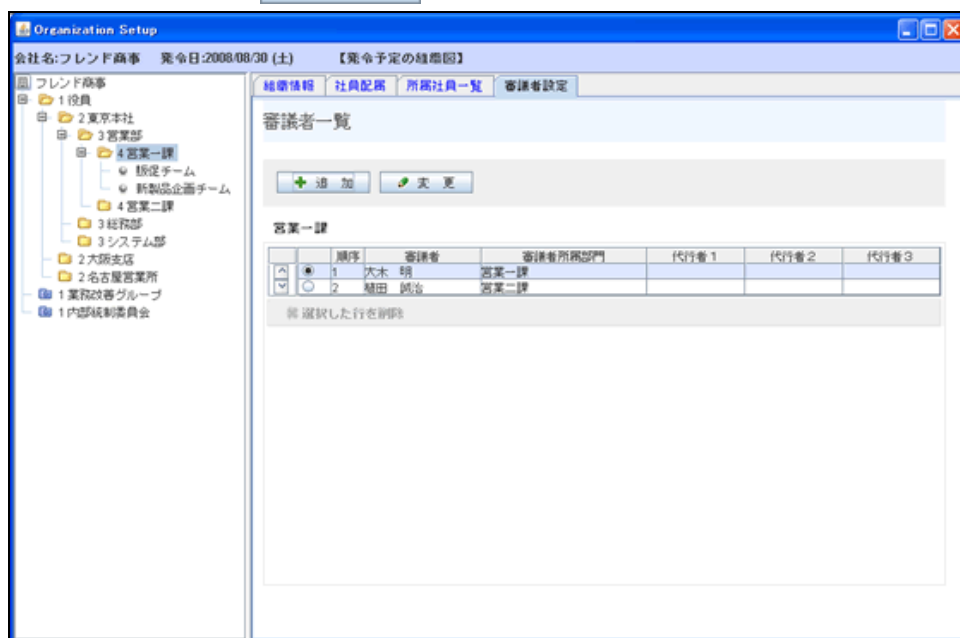 Organization Setup
会社名:フレンド商事 発令日:2008/08/30 (土) 【発令予定の組織図】
フレンド商事
1役員
2東京本社
3営業部
4営業一課
販促チーム
新製品企画チーム
4営業二課
3総務部
3システム部
2大阪支店
2名古屋営業所
1業務改善グループ
1内部統制委員会
組織情報 社員配属 所属社員一覧 審議者設定
審議者一覧
追 加 変 更
営業一課
順序 審議者 審議者所属部門 代行者1 代行者2 代行者3
1 大木 明 営業一課
2 植田 誠治 営業二課
選択した行を削除